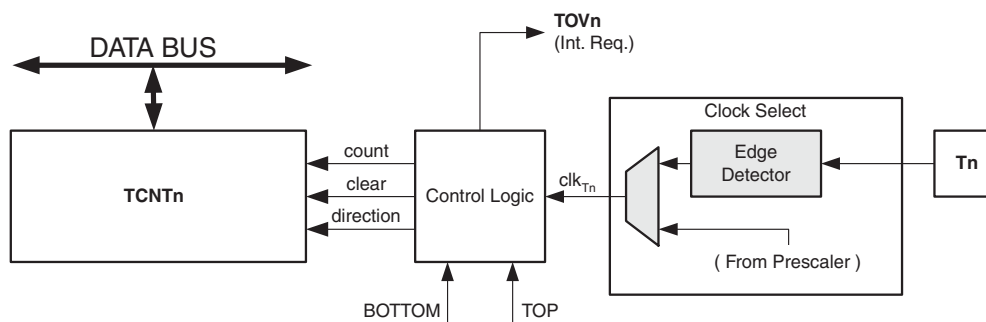 TOVn
(Int. Req.)
DATA BUS
Clock Select
TCNTn
count
clear
direction
Control Logic
clkTn
Edge
Detector
Tn
( From Prescaler )
BOTTOM
TOP